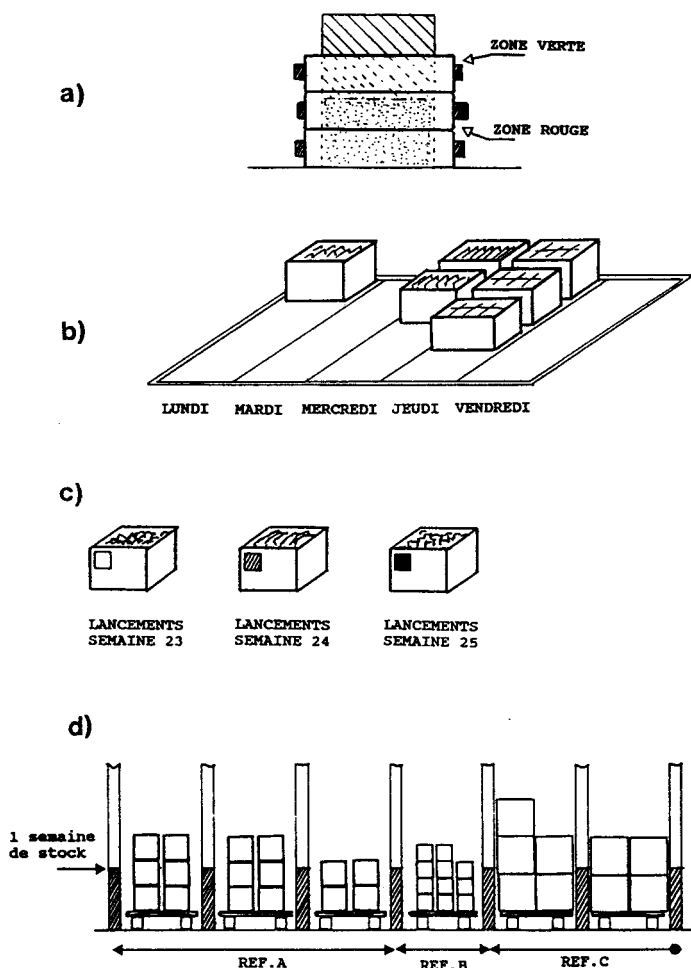 a)
ZONE VERTE
ZONE ROUGE
b)
LUNDI MARDI MERCREDI JEUDI VENDREDI
c)
LANCEMENTS
SEMAINE 23
LANCEMENTS
SEMAINE 24
LANCEMENTS
SEMAINE 25
d)
1 semaine
de stock
REF.A
REF.B
REF.C